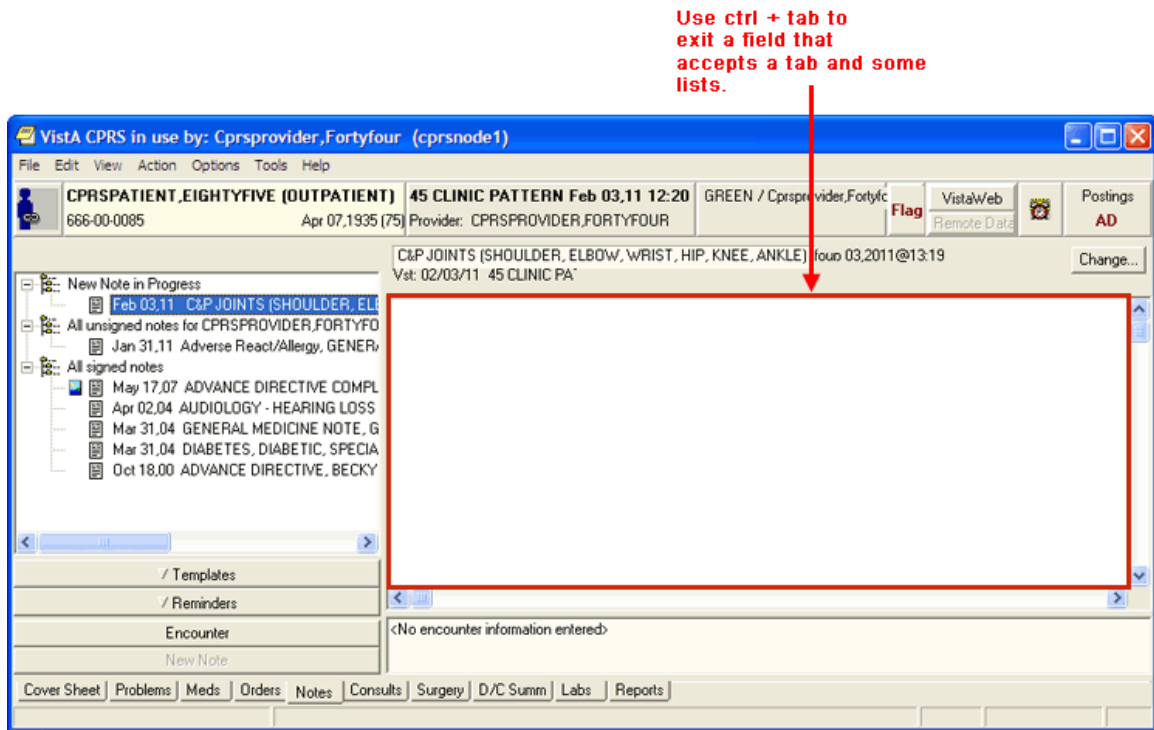 Use ctrl + tab to
exit a field that
accepts a tab and some
lists.
VistA CPRS in use by: Cprsprovider,Fortyfour (cprsnode1)
File Edit View Action Options Tools Help
CPRSPATIENT,EIGHTYFIVE (OUTPATIENT) 45 CLINIC PATTERN Feb 03,11 12:20 GREEN / Cprsprovider,Fortyfc Flag VistaWeb Postings
666-00-0085 Apr 07,1935 (75) Provider: CPRSPROVIDER,FORTYFOUR Remote Data AD
C&P JOINTS (SHOULDER, ELBOW, WRIST, HIP, KNEE, ANKLE) 03,2011@13:19 Change...
Vst: 02/03/11 45 CLINIC PA
New Note in Progress
Feb 03,11 C&P JOINTS (SHOULDER, ELE
All unsigned notes for CPRSPROVIDER,FORTYFO
Jan 31,11 Adverse React/Allergy, GENER
All signed notes
May 17,07 ADVANCE DIRECTIVE COMPL
Apr 02,04 AUDIOLOGY - HEARING LOSS
Mar 31,04 GENERAL MEDICINE NOTE, G
Mar 31,04 DIABETES, DIABETIC, SPECIA
Oct 18,00 ADVANCE DIRECTIVE, BECKY
/ Templates
/ Reminders
Encounter
<No encounter information entered>
New Note
Cover Sheet Problems Meds Orders Notes Consults Surgery D/C Summ Labs Reports